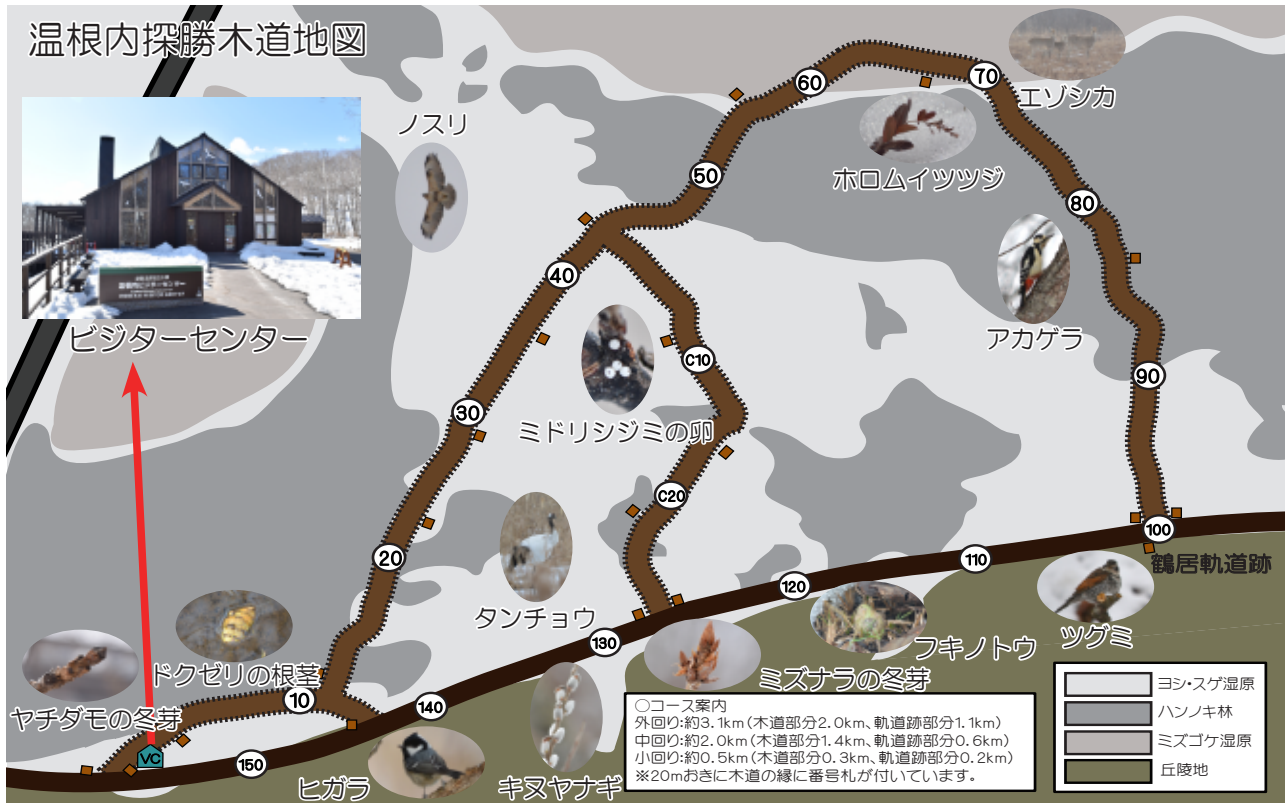 温根内探勝木道地図
ノスリ
エゾシカ
ホロムイツツジ
アカゲラ
ビジターセンター
ミドリシジミの卵
タンチョウ
ドクゼリの根茎
ヤチダモの冬芽
ヒガラ
キヌヤナギ
ミズナラの冬芽
フキノトウ
ツグミ
鶴居軌道跡
VC
10
20
30
40
50
60
70
80
90
100
110
120
130
140
150
C10
C20
○コース案内
外回り:約3.1km(木道部分2.0km、軌道跡部分1.1km)
中回り:約2.0km(木道部分1.4km、軌道跡部分0.6km)
小回り:約0.5km(木道部分0.3km、軌道跡部分0.2km)
※20mおきに木道の縁に番号札が付いています。
ヨシ・スゲ湿原
ハンノキ林
ミズゴケ湿原
丘陵地